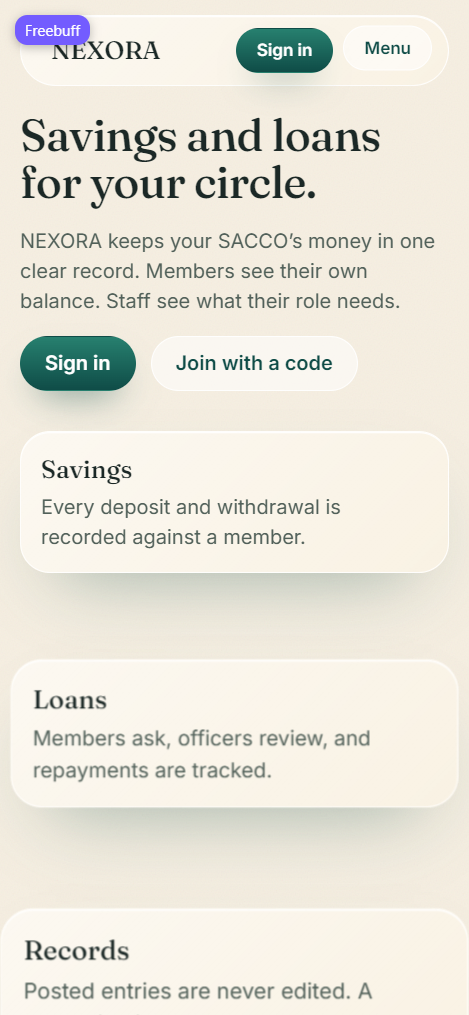 Freebuff
NEXORA
Sign in
Menu
Savings and loans
for your circle.
NEXORA keeps your SACCO’s money in one
clear record. Members see their own
balance. Staff see what their role needs.
Sign in
Join with a code
Savings
Every deposit and withdrawal is
recorded against a member.
Loans
Members ask, officers review, and
repayments are tracked.
Records
Posted entries are never edited. A